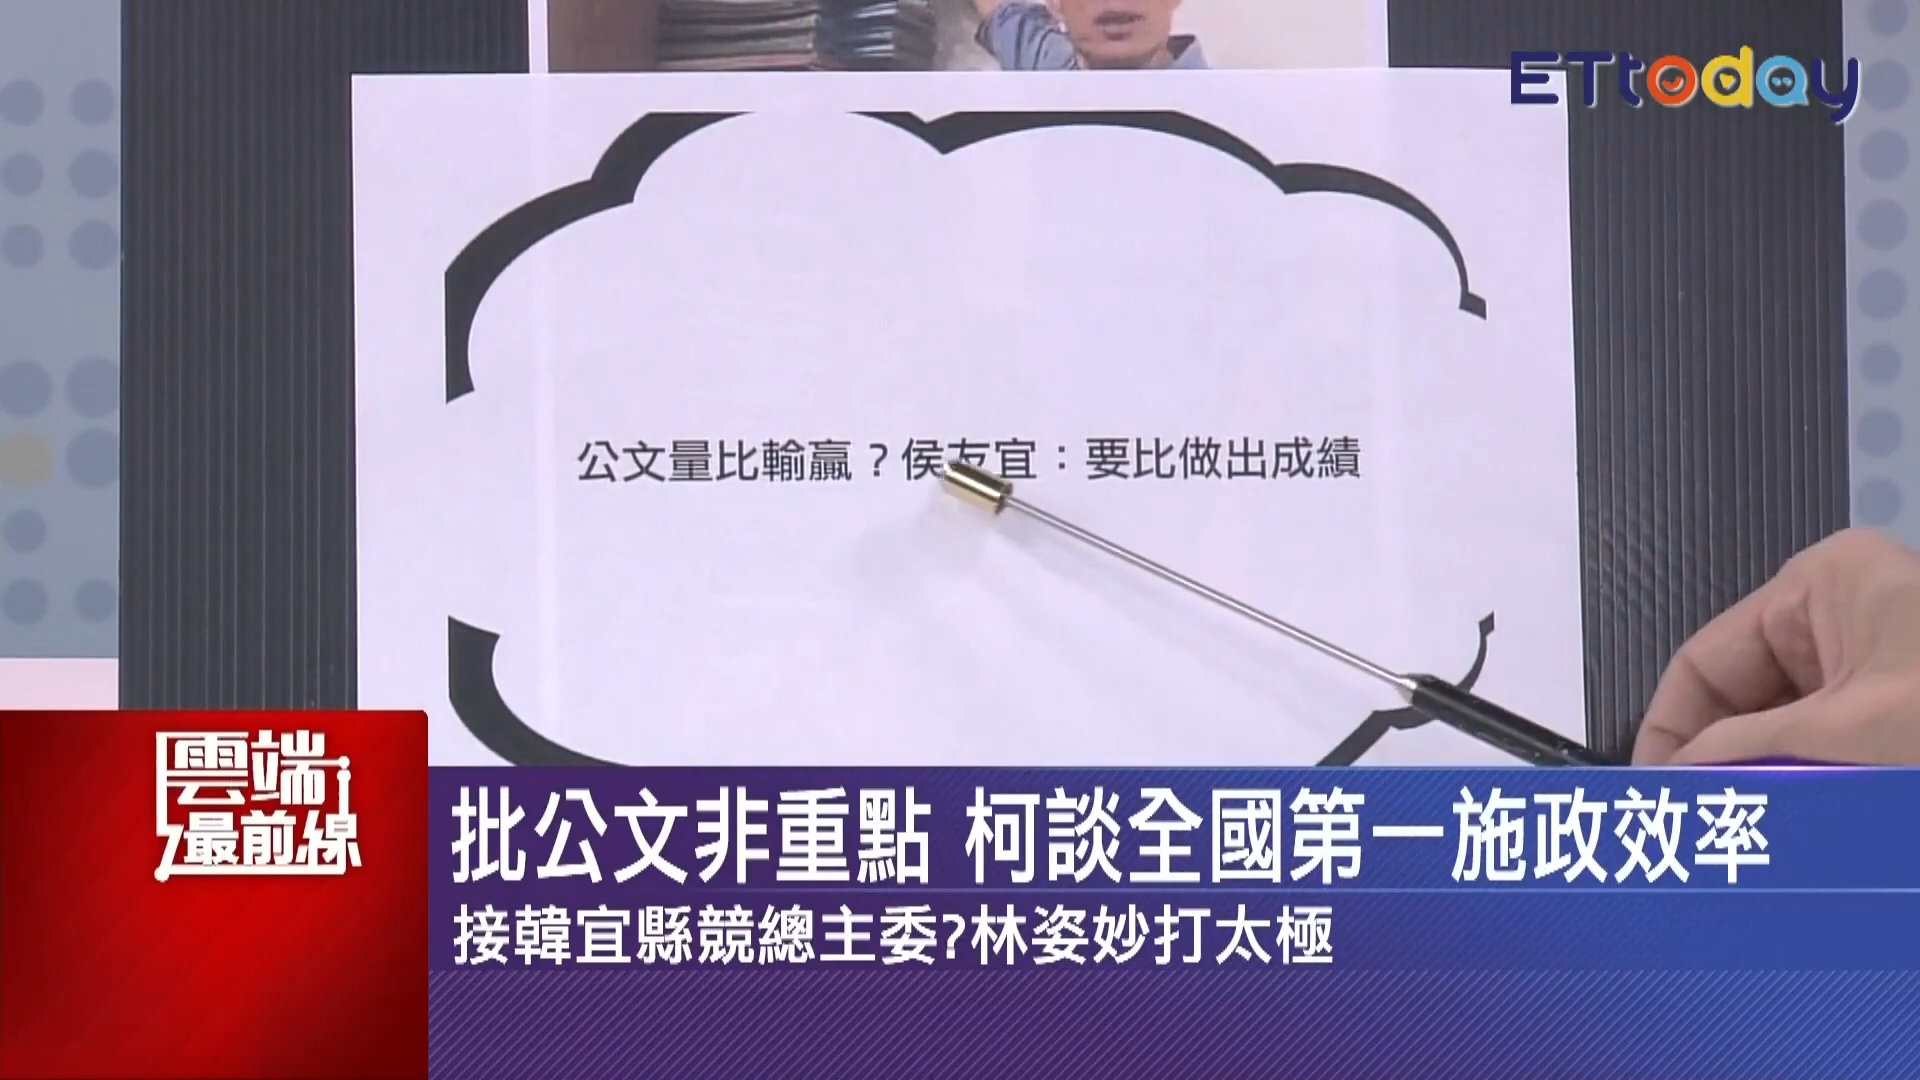 ETtoday
公文量比輸贏？侯友宜：要比做出成績
雲端
最前線
批公文非重點 柯談全國第一施政效率
接韓宜縣競總主委?林姿妙打太極